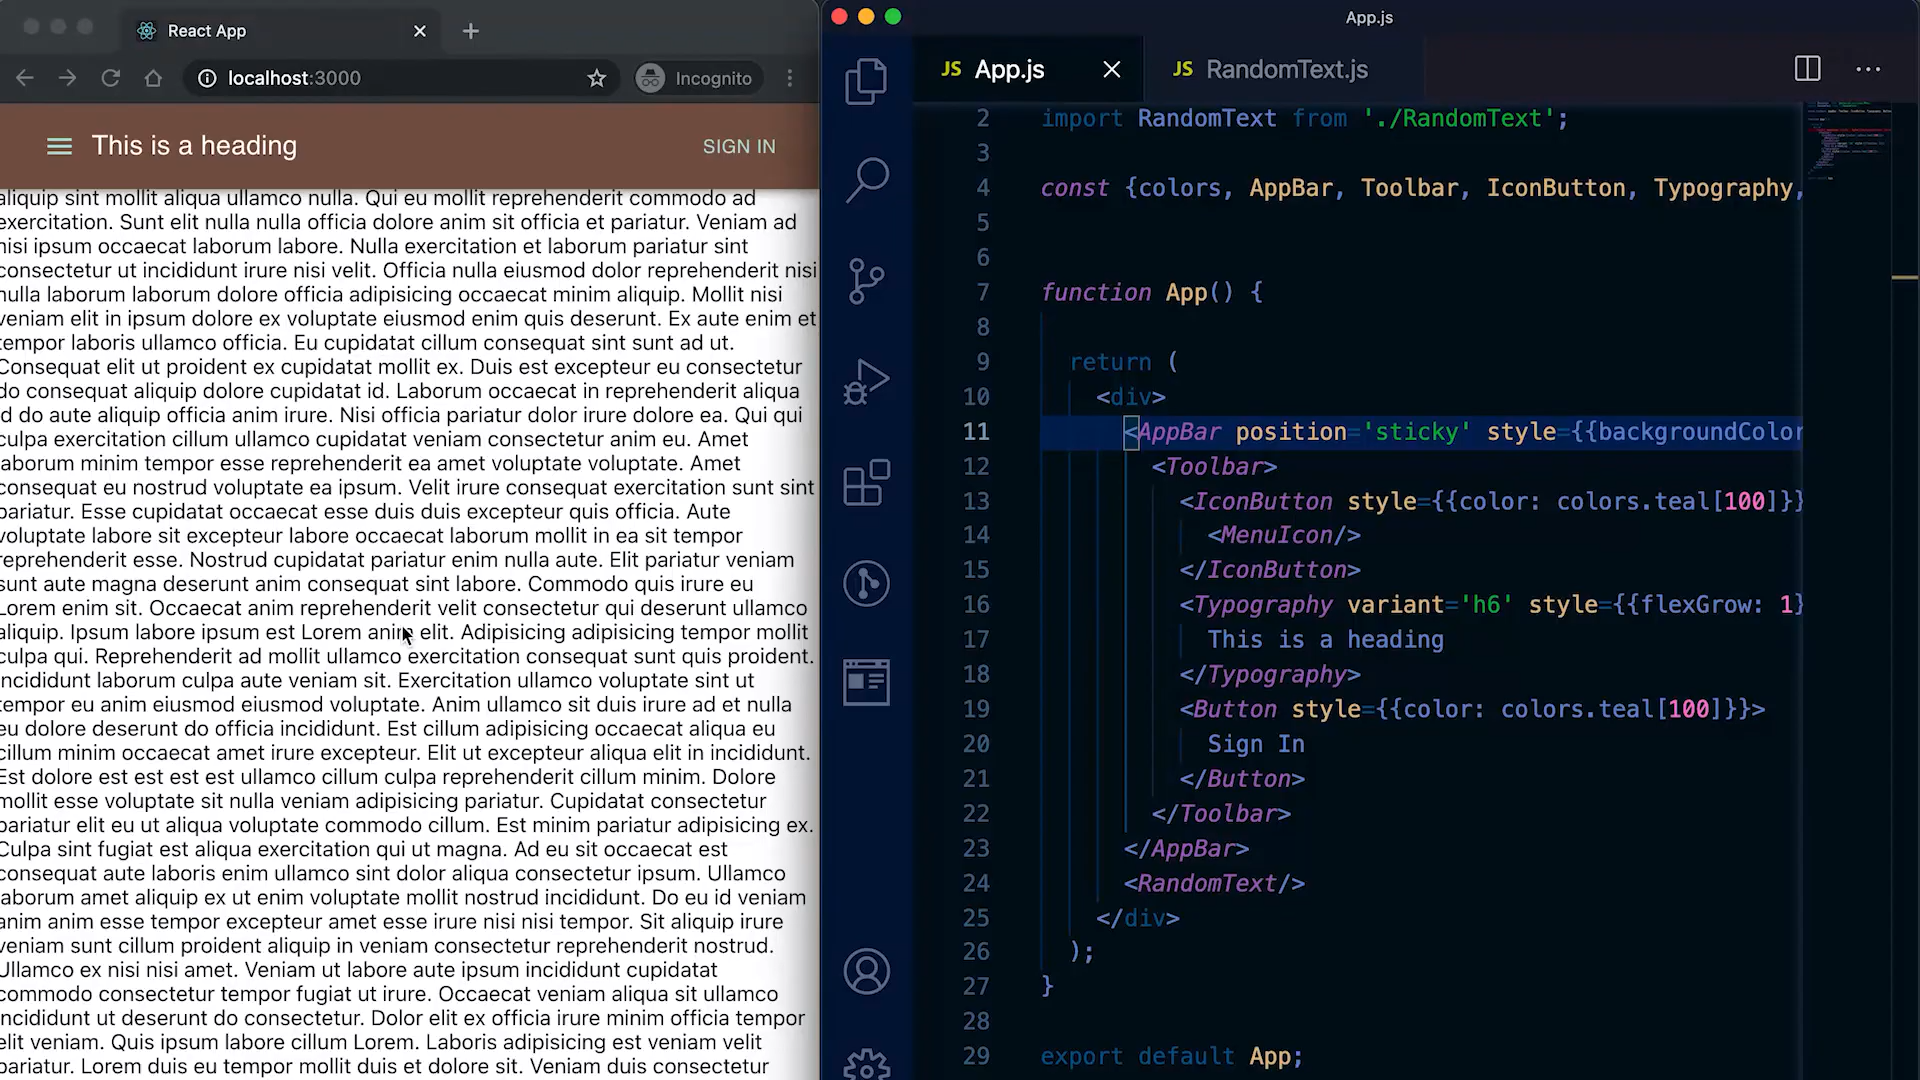 React App
localhost:3000
Incognito
This is a heading
SIGN IN
aliquip sint mollit aliqua ullamco nulla. Qui eu mollit reprehenderit commodo ad
exercitation. Sunt elit nulla nulla officia dolore anim sit officia et pariatur. Veniam ad
nisi ipsum occaecat laborum labore. Nulla exercitation et laborum pariatur sint
consectetur ut incididunt irure nisi velit. Officia nulla eiusmod dolor reprehenderit nisi
nulla laborum laborum dolore officia adipisicing occaecat minim aliquip. Mollit nisi
veniam elit in ipsum dolore ex voluptate eiusmod enim quis deserunt. Ex aute enim et
tempor laboris ullamco officia. Eu cupidatat cillum consequat sint sunt ad ut.
Consequat elit ut proident ex cupidatat mollit ex. Duis est excepteur eu consectetur
do consequat aliquip dolore cupidatat id. Laborum occaecat in reprehenderit aliqua
id do aute aliquip officia anim irure. Nisi officia pariatur dolor irure dolore ea. Qui qui
culpa exercitation cillum ullamco cupidatat veniam consectetur anim eu. Amet
laborum minim tempor esse reprehenderit ea amet voluptate voluptate. Amet
consequat eu nostrud voluptate ea ipsum. Velit irure consequat exercitation sunt sint
pariatur. Esse cupidatat occaecat esse duis duis excepteur quis officia. Aute
voluptate labore sit excepteur labore occaecat laborum mollit in ea sit tempor
reprehenderit esse. Nostrud cupidatat pariatur enim nulla aute. Elit pariatur veniam
sunt aute magna deserunt anim consequat sint labore. Commodo quis irure eu
Lorem enim sit. Occaecat anim reprehenderit velit consectetur qui deserunt ullamco
aliquip. Ipsum labore ipsum est Lorem anim elit. Adipisicing adipisicing tempor mollit
culpa qui. Reprehenderit ad mollit ullamco exercitation consequat sunt quis proident.
Incididunt laborum culpa aute veniam sit. Exercitation ullamco voluptate sint ut
tempor eu anim eiusmod eiusmod voluptate. Anim ullamco sit duis irure ad et nulla
eu dolore deserunt do officia incididunt. Est cillum adipisicing occaecat aliqua eu
cillum minim occaecat amet irure excepteur. Elit ut excepteur aliqua elit in incididunt.
Est dolore est est est est ullamco cillum culpa reprehenderit cillum minim. Dolore
mollit esse voluptate sit nulla veniam adipisicing pariatur. Cupidatat consectetur
pariatur elit eu ut aliqua voluptate commodo cillum. Est minim pariatur adipisicing ex.
Culpa sint fugiat est aliqua exercitation qui ut magna. Ad eu sit occaecat est
consequat aute laboris enim ullamco sint dolor aliqua consectetur ipsum. Ullamco
laborum amet aliquip ex ut enim voluptate mollit nostrud incididunt. Do eu id veniam
anim anim esse tempor excepteur amet esse irure nisi nisi tempor. Sit aliquip irure
veniam sunt cillum proident aliquip in veniam consectetur reprehenderit nostrud.
Ullamco ex nisi nisi amet. Veniam ut labore aute ipsum incididunt cupidatat
commodo consectetur tempor fugiat ut irure. Occaecat veniam aliqua sit ullamco
incididunt ut deserunt do consectetur. Dolor elit ex officia irure minim officia tempor
elit veniam. Quis ipsum labore cillum Lorem. Laboris adipisicing est veniam velit
pariatur. Lorem duis eu tempor mollit duis et dolore sit. Veniam duis consectetur
App.js
JS App.js
JS RandomText.js
2 import RandomText from './RandomText';
3
4 const {colors, AppBar, Toolbar, IconButton, Typography,
5
6
7 function App() {
8
9 return (
10 <div>
11 <AppBar position='sticky' style={{backgroundColor
12 <Toolbar>
13 <IconButton style={{color: colors.teal[100]}}
14 <MenuIcon/>
15 </IconButton>
16 <Typography variant='h6' style={{flexGrow: 1}
17 This is a heading
18 </Typography>
19 <Button style={{color: colors.teal[100]}}>
20 Sign In
21 </Button>
22 </Toolbar>
23 </AppBar>
24 <RandomText/>
25 </div>
26 );
27 }
28
29 export default App;